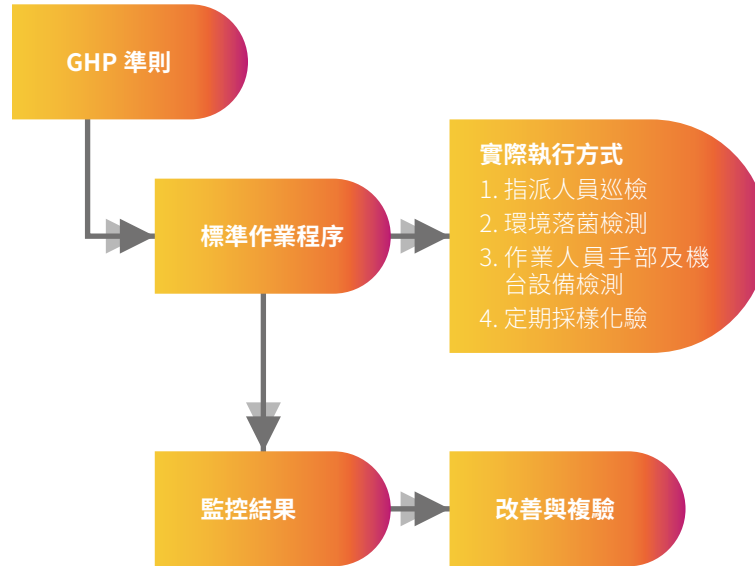 GHP 準則
實際執行方式
1. 指派人員巡檢
2. 環境落菌檢測
3. 作業人員手部及機
台設備檢測
4. 定期採樣化驗
標準作業程序
監控結果
改善與複驗